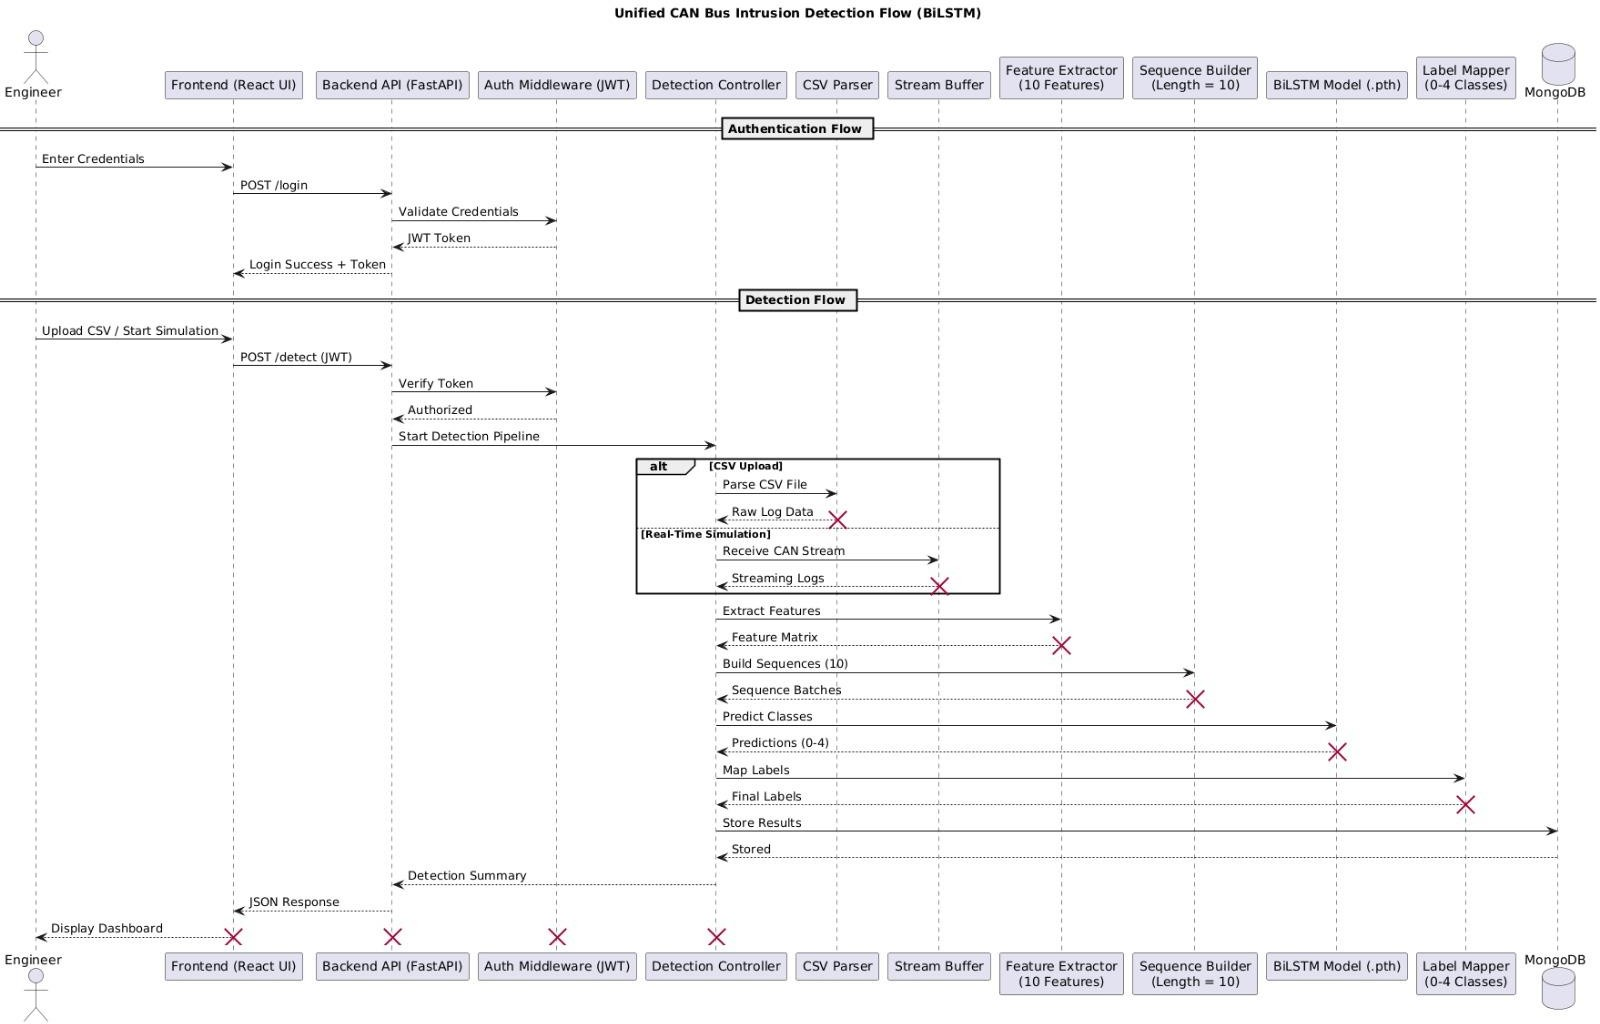 Unified CAN Bus Intrusion Detection Flow (BiLSTM)
Engineer
Frontend (React UI)
Backend API (FastAPI)
Auth Middleware (JWT)
Detection Controller
CSV Parser
Stream Buffer
Feature Extractor
(10 Features)
Sequence Builder
(Length = 10)
BiLSTM Model (.pth)
Label Mapper
(0-4 Classes)
MongoDB
Authentication Flow
Enter Credentials
POST /login
Validate Credentials
JWT Token
Login Success + Token
Detection Flow
Upload CSV / Start Simulation
POST /detect (JWT)
Verify Token
Authorized
Start Detection Pipeline
alt
[CSV Upload]
Parse CSV File
Raw Log Data
[Real-Time Simulation]
Receive CAN Stream
Streaming Logs
Extract Features
Feature Matrix
Build Sequences (10)
Sequence Batches
Predict Classes
Predictions (0-4)
Map Labels
Final Labels
Store Results
Stored
Detection Summary
JSON Response
Display Dashboard
Engineer
Frontend (React UI)
Backend API (FastAPI)
Auth Middleware (JWT)
Detection Controller
CSV Parser
Stream Buffer
Feature Extractor
(10 Features)
Sequence Builder
(Length = 10)
BiLSTM Model (.pth)
Label Mapper
(0-4 Classes)
MongoDB